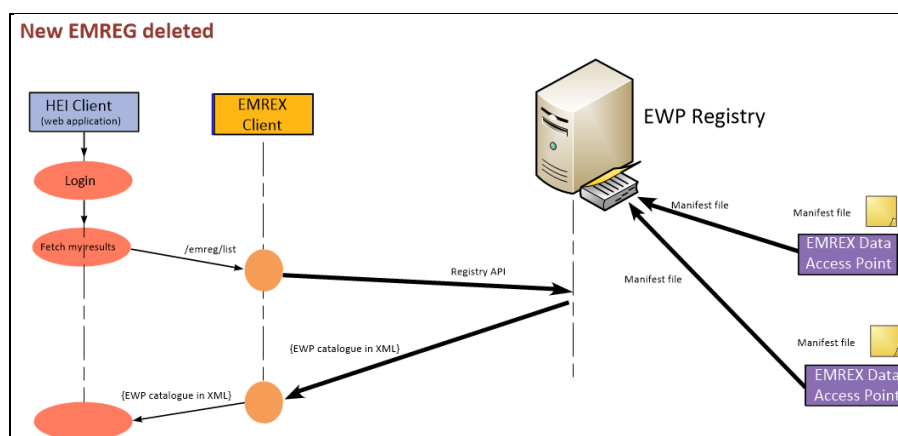 New EMREG deleted
HEI Client
(web application)
EMREX
Client
EWP Registry
Login
Manifest file
Manifest file
EMREX Data
Access Point
Fetch my results
/emreg/list
Registry API
Manifest file
{EWP catalogue in XML}
Manifest file
EMREX Data
Access Point
{EWP catalogue in XML}